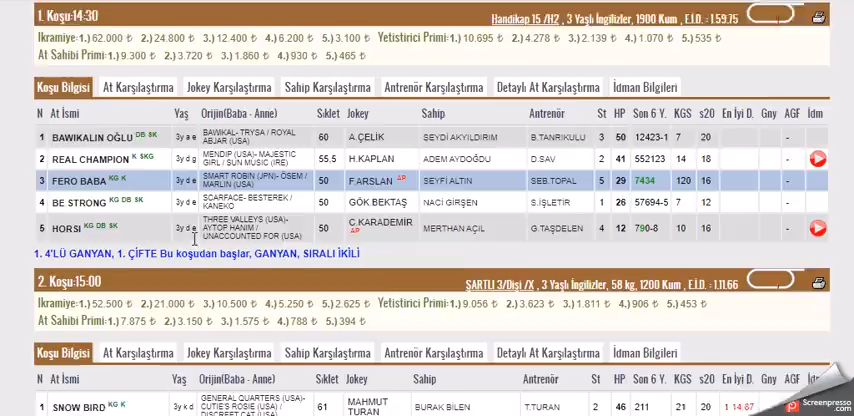 1. Koşu:14:30 Handikap 15 /H2 , 3 Yaşlı İngilizler, 1900 Kum , E.İ.D. : 1.59.75
İkramiye:1.) 62.000 ₺ 2.) 24.800 ₺ 3.) 12.400 ₺ 4.) 6.200 ₺ 5.) 3.100 ₺ Yetistirici Primi:1.) 10.695 ₺ 2.) 4.278 ₺ 3.) 2.139 ₺ 4.) 1.070 ₺ 5.) 535 ₺
At Sahibi Primi:1.) 9.300 ₺ 2.) 3.720 ₺ 3.) 1.860 ₺ 4.) 930 ₺ 5.) 465 ₺
Koşu Bilgisi At Karşılaştırma Jokey Karşılaştırma Sahip Karşılaştırma Antrenör Karşılaştırma Detaylı At Karşılaştırma İdman Bilgileri
N At İsmi Yaş Orijin(Baba - Anne) Sıklet Jokey Sahip Antrenör St HP Son 6 Y. KGS s20 En İyi D. Gny AGF İdm
1 BAWIKALIN OĞLU DB SK 3y a e BAWIKAL- TRYSA / ROYAL ABJAR (USA) 60 A.ÇELİK ŞEYDİ AKYILDIRIM B.TANRIKULU 3 50 12423-1 7 20 -
2 REAL CHAMPION K SKG 3y d g MENDIP (USA)- MAJESTIC GIRL / SUN MUSIC (IRE) 55,5 H.KAPLAN ADEM AYDOĞDU D.SAV 2 41 552123 14 18 -
3 FERO BABA KG K 3y d e SMART ROBIN (JPN)- ÖSEM / MARLIN (USA) 50 F.ARSLAN AP SEYFİ ALTIN SEB.TOPAL 5 29 7434 120 16 -
4 BE STRONG KG DB SK 3y d e SCARFACE- BESTEREK / KANEKO 50 GÖK.BEKTAŞ NACİ GİRŞEN S.İŞLETİR 1 26 57694-5 7 12 -
5 HORSI KG DB SK 3y d e THREE VALLEYS (USA)- AYTOP HANIM / UNACCOUNTED FOR (USA) 50 C.KARADEMİR AP MERTHAN AÇIL G.TAŞDELEN 4 12 790-8 10 16 -
1. 4'LÜ GANYAN, 1. ÇİFTE Bu koşudan başlar, GANYAN, SIRALI İKİLİ
2. Koşu:15:00 ŞARTLI 3/Dişi /X , 3 Yaşlı İngilizler, 58 kg, 1200 Kum , E.İ.D. : 1.11.66
İkramiye:1.) 52.500 ₺ 2.) 21.000 ₺ 3.) 10.500 ₺ 4.) 5.250 ₺ 5.) 2.625 ₺ Yetistirici Primi:1.) 9.056 ₺ 2.) 3.623 ₺ 3.) 1.811 ₺ 4.) 906 ₺ 5.) 453 ₺
At Sahibi Primi:1.) 7.875 ₺ 2.) 3.150 ₺ 3.) 1.575 ₺ 4.) 788 ₺ 5.) 394 ₺
Koşu Bilgisi At Karşılaştırma Jokey Karşılaştırma Sahip Karşılaştırma Antrenör Karşılaştırma Detaylı At Karşılaştırma İdman Bilgileri
N At İsmi Yaş Orijin(Baba - Anne) Sıklet Jokey Sahip Antrenör St HP Son 6 Y. KGS s20 En İyi D. Gny AGF
1 SNOW BIRD KG K 3y k d GENERAL QUARTERS (USA)- CUTIE'S ROSIE (USA) / DISCREET CAT (USA) 61 MAHMUT TURAN BURAK BİLEN T.TURAN 2 46 211 21 20 1.14.87
Screenpresso.com